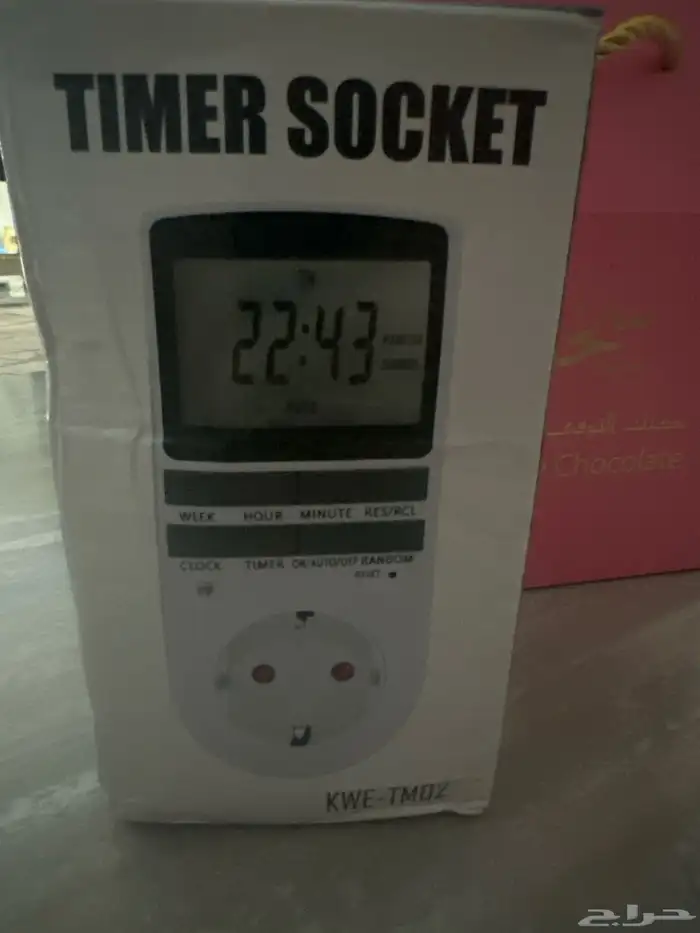 TIMER SOCKET
22:43
WEEK HOUR MINUTE RES/RCL
CLOCK TIMER ON/AUTO/OFF RANDOM
RESET
KWE-TM02
Chocolate
حراج